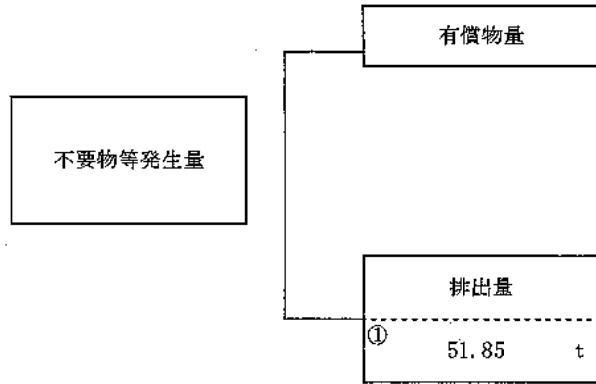 有償物量
不要物等発生量
排出量
①
51.85 t